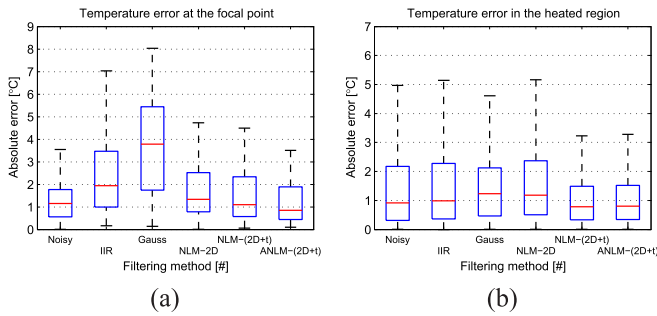 Temperature error at the focal point
Absolute error [°C]
9
8
7
6
5
4
3
2
1
0
Noisy
IIR
Gauss
NLM−2D
NLM−(2D+t)
ANLM−(2D+t)
Filtering method [#]
(a)
Temperature error in the heated region
Absolute error [°C]
7
6
5
4
3
2
1
0
Noisy
IIR
Gauss
NLM−2D
NLM−(2D+t)
ANLM−(2D+t)
Filtering method [#]
(b)